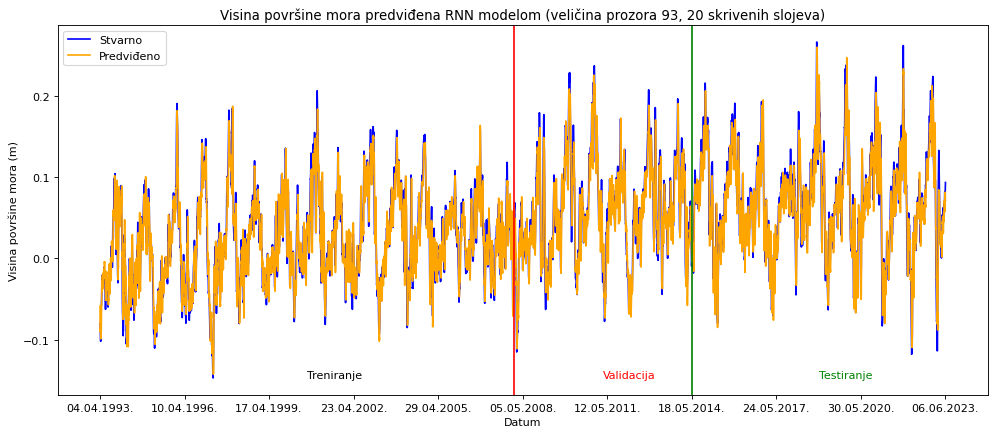 Visina površine mora predviđena RNN modelom (veličina prozora 93, 20 skrivenih slojeva)
Stvarno
Predviđeno
Visina površine mora (m)
0.2
0.1
0.0
−0.1
Treniranje
Validacija
Testiranje
04.04.1993.
10.04.1996.
17.04.1999.
23.04.2002.
29.04.2005.
05.05.2008.
12.05.2011.
18.05.2014.
24.05.2017.
30.05.2020.
06.06.2023.
Datum